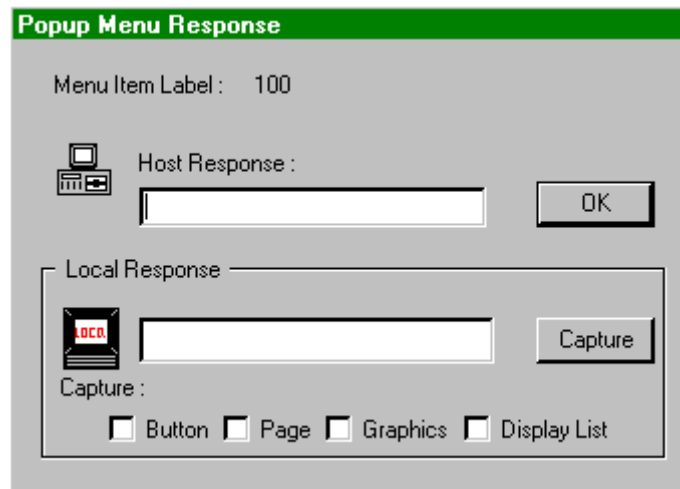 Popup Menu Response
Menu Item Label : 100
Host Response :
OK
Local Response
LOCO.
Capture
Capture :
Button Page Graphics Display List